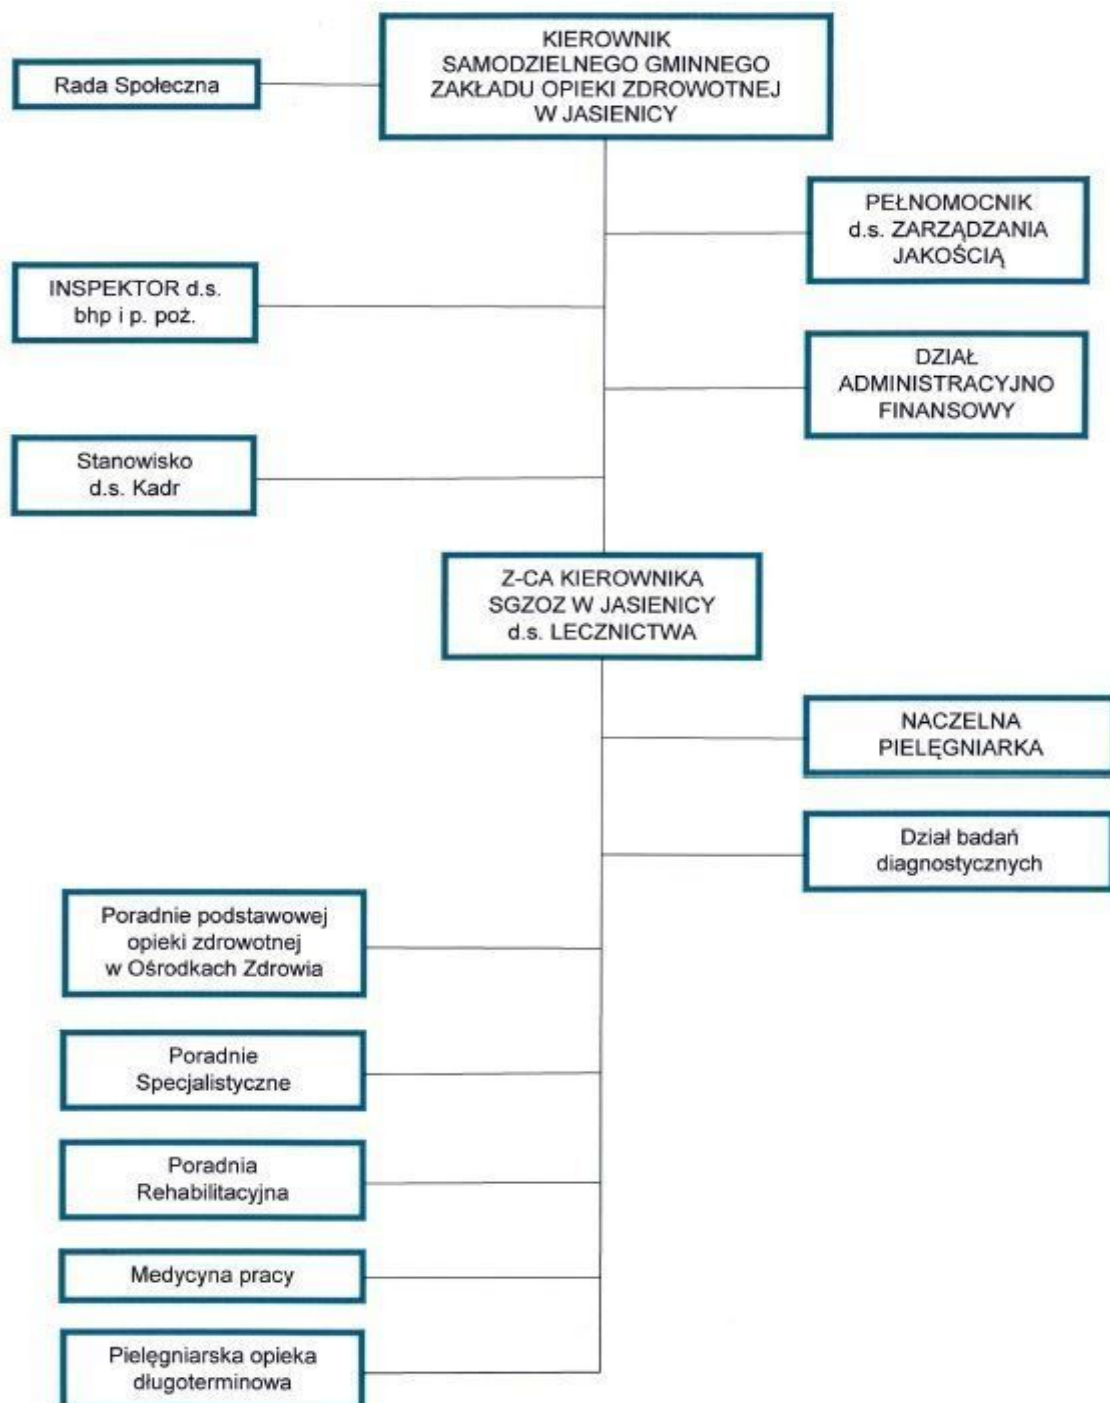 KIEROWNIK
SAMODZIELNEGO GMINNEGO
ZAKŁADU OPIEKI ZDROWOTNEJ
W JASIENICY
Rada Społeczna
PEŁNOMOCNIK
d.s. ZARZĄDZANIA
JAKOŚCIĄ
INSPEKTOR d.s.
bhp i p. poż.
DZIAŁ
ADMINISTRACYJNO
FINANSOWY
Stanowisko
d.s. Kadr
Z-CA KIEROWNIKA
SGZOZ W JASIENICY
d.s. LECZNICTWA
NACZELNA
PIELĘGNIARKA
Dział badań
diagnostycznych
Poradnie podstawowej
opieki zdrowotnej
w Ośrodkach Zdrowia
Poradnie
Specjalistyczne
Poradnia
Rehabilitacyjna
Medycyna pracy
Pielęgniarska opieka
długoterminowa